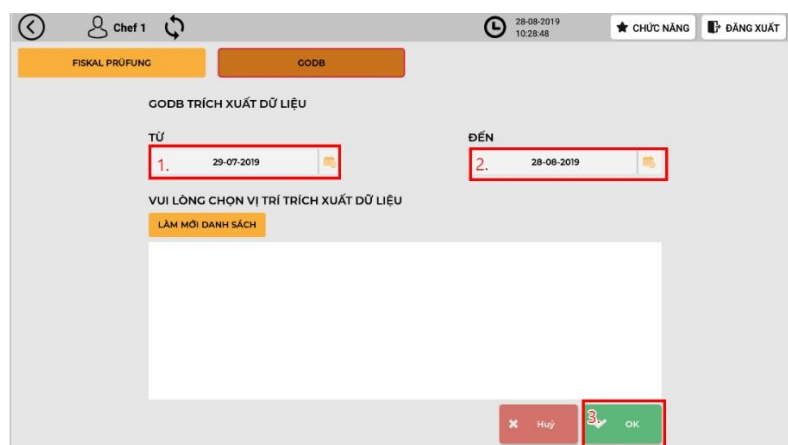 Chef 1
28-08-2019
10:28:48
CHỨC NĂNG
ĐĂNG XUẤT
FISKAL PRÜFUNG
GODB
GODB TRÍCH XUẤT DỮ LIỆU
TỪ
ĐẾN
1. 29-07-2019
2. 28-08-2019
VUI LÒNG CHỌN VỊ TRÍ TRÍCH XUẤT DỮ LIỆU
LÀM MỚI DANH SÁCH
Huỷ
3. OK